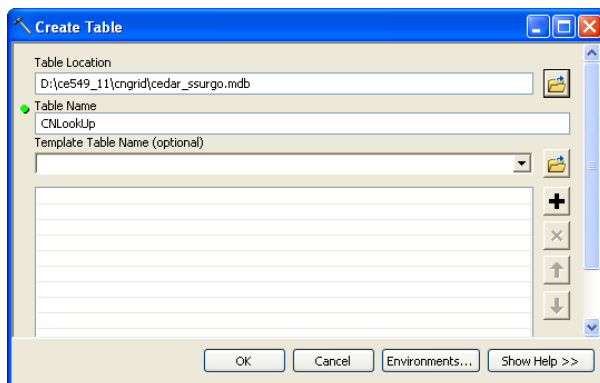 Create Table
Table Location
D:\ce549_11\cngrid\cedar_ssurgo.mdb
Table Name
CNLookUp
Template Table Name (optional)
OK
Cancel
Environments...
Show Help >>